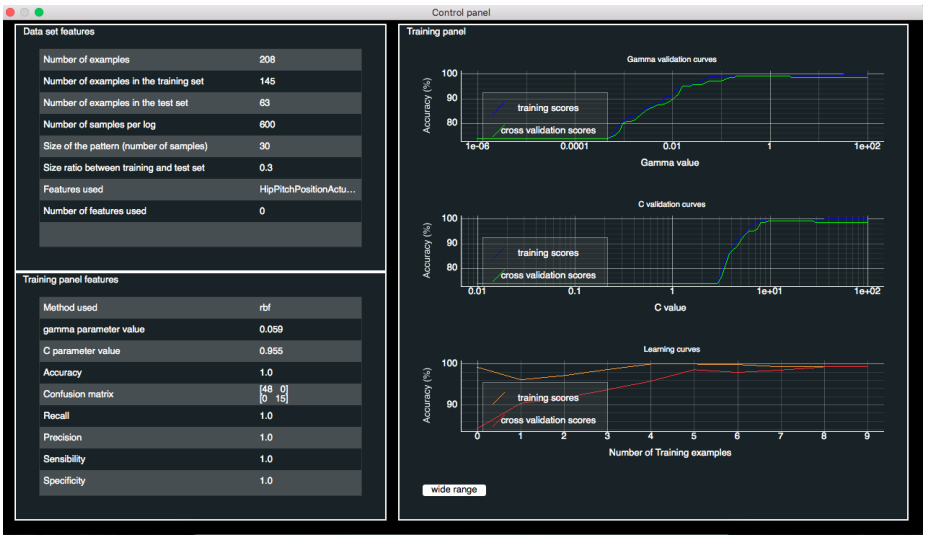 Control panel
Data set features
Number of examples 208
Number of examples in the training set 145
Number of examples in the test set 63
Number of samples per log 600
Size of the pattern (number of samples) 30
Size ratio between training and test set 0.3
Features used HipPitchPositionActu...
Number of features used 0
Training panel features
Method used rbf
gamma parameter value 0.059
C parameter value 0.955
Accuracy 1.0
Confusion matrix [48 0]
[0 15]
Recall 1.0
Precision 1.0
Sensibility 1.0
Specificity 1.0
Training panel
Gamma validation curves
Accuracy (%)
100
90
80
training scores
cross validation scores
1e-06 0.0001 0.01 1 1e+02
Gamma value
C validation curves
Accuracy (%)
100
90
80
training scores
cross validation scores
0.01 0.1 1 1e+01 1e+02
C value
Learning curves
Accuracy (%)
100
90
training scores
cross validation scores
0 1 2 3 4 5 6 7 8 9
Number of Training examples
wide range